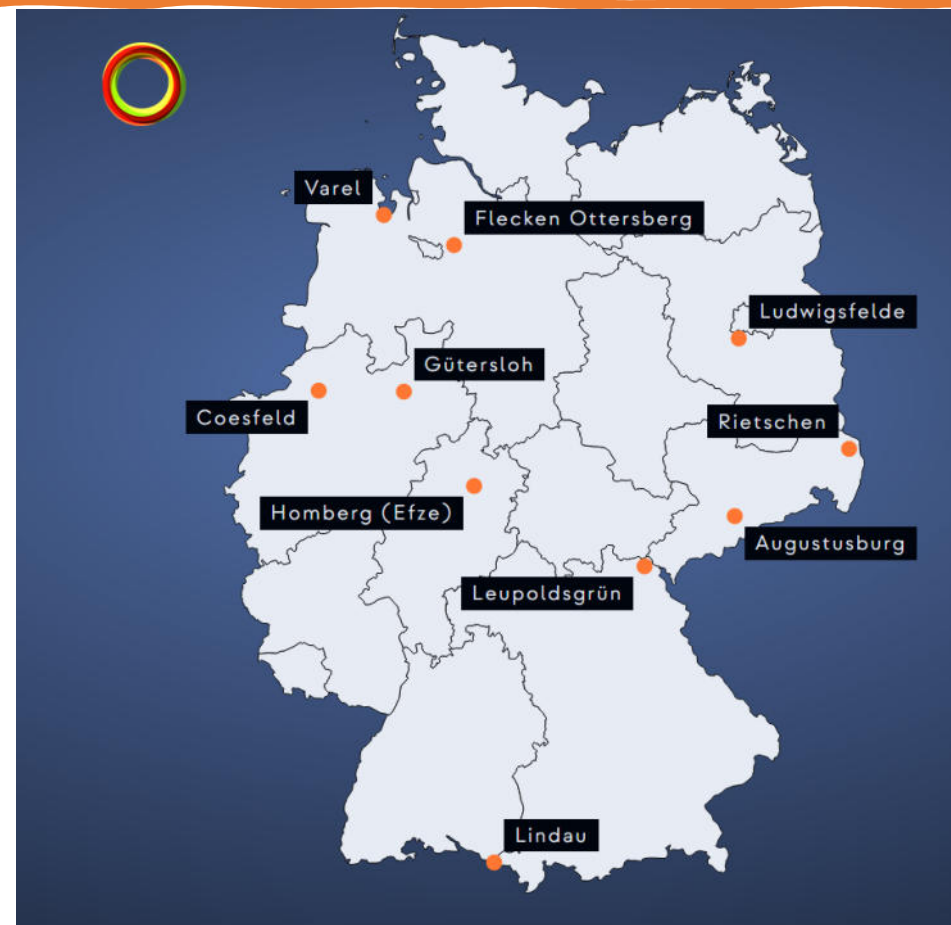 Varel
Flecken Ottersberg
Ludwigsfelde
Gütersloh
Coesfeld
Rietschen
Homberg (Efze)
Augustusburg
Leupoldsgrün
Lindau